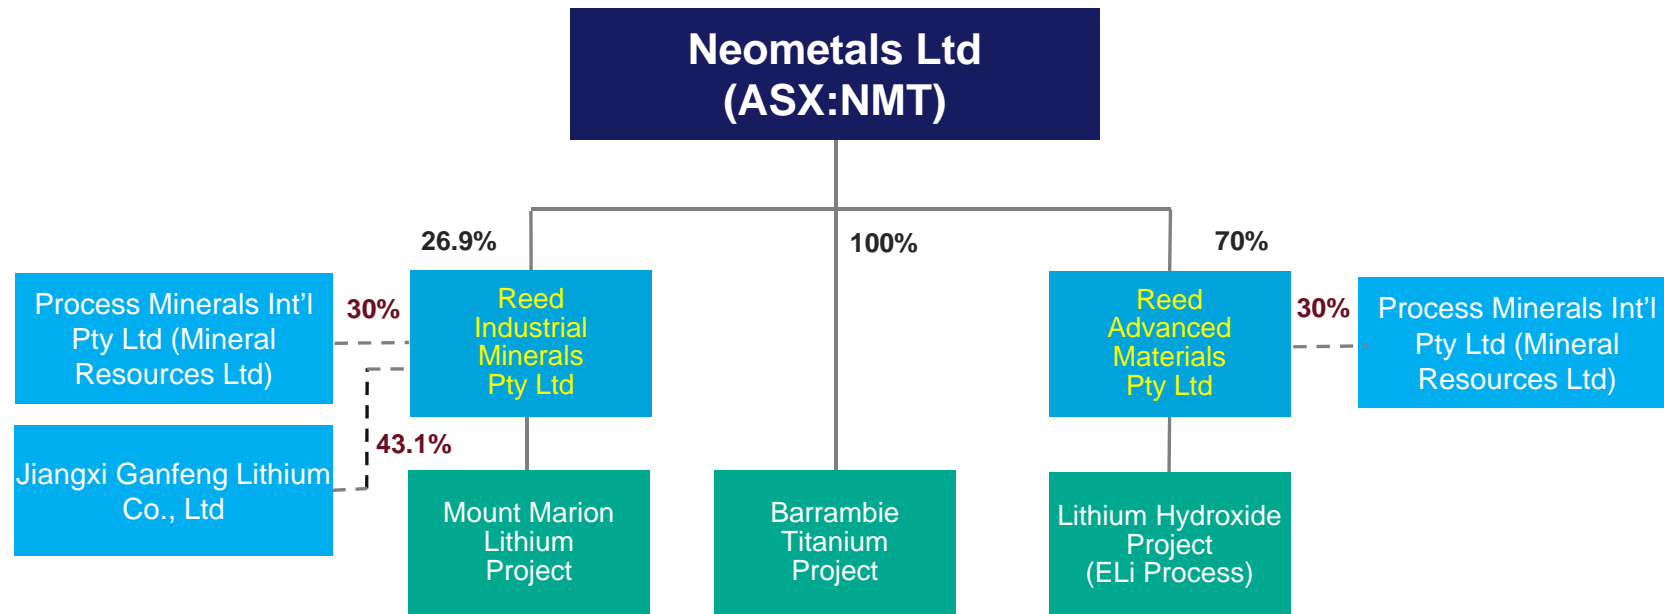 Neometals Ltd
(ASX:NMT)
26.9%
100%
70%
Process Minerals Int’l
Pty Ltd (Mineral
Resources Ltd)
30%
Reed
Industrial
Minerals
Pty Ltd
Reed
Advanced
Materials
Pty Ltd
30%
Process Minerals Int’l
Pty Ltd (Mineral
Resources Ltd)
43.1%
Jiangxi Ganfeng Lithium
Co., Ltd
Mount Marion
Lithium
Project
Barrambie
Titanium
Project
Lithium Hydroxide
Project
(ELi Process)